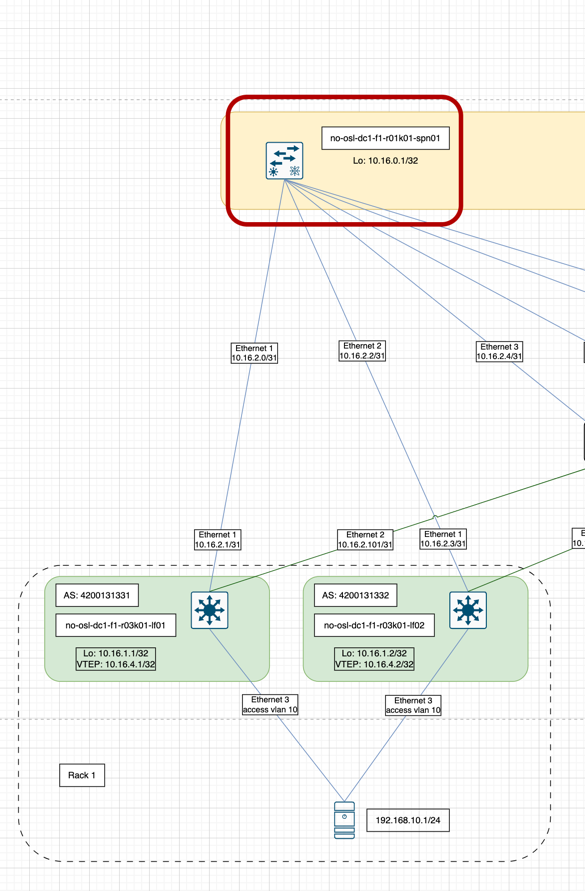 no-osl-dc1-f1-r01k01-spn01
Lo: 10.16.0.1/32
Ethernet 1
10.16.2.0/31
Ethernet 2
10.16.2.2/31
Ethernet 3
10.16.2.4/31
Ethernet 1
10.16.2.1/31
Ethernet 2
10.16.2.101/31
Ethernet 1
10.16.2.3/31
E
10.
AS: 4200131331
no-osl-dc1-f1-r03k01-lf01
Lo: 10.16.1.1/32
VTEP: 10.16.4.1/32
AS: 4200131332
no-osl-dc1-f1-r03k01-lf02
Lo: 10.16.1.2/32
VTEP: 10.16.4.2/32
Ethernet 3
access vlan 10
Ethernet 3
access vlan 10
Rack 1
192.168.10.1/24